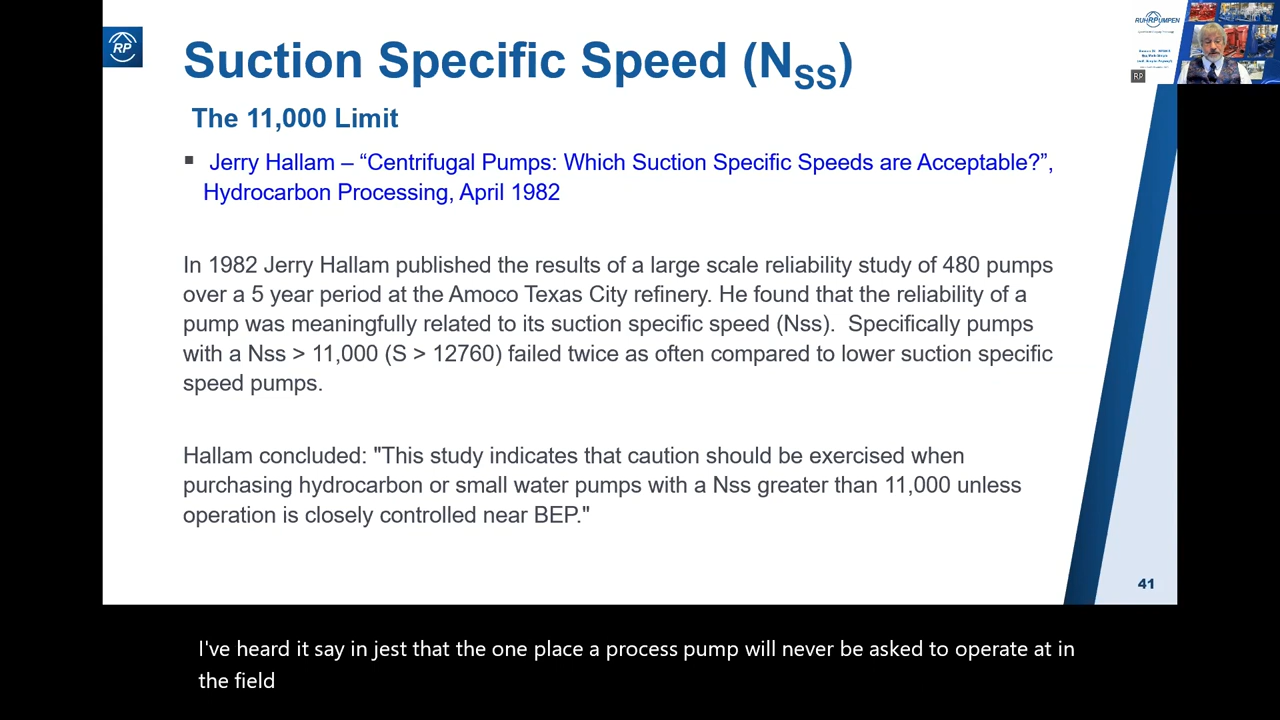 RP
Suction Specific Speed (NSS)
The 11,000 Limit
▪ Jerry Hallam – “Centrifugal Pumps: Which Suction Specific Speeds are Acceptable?”,
Hydrocarbon Processing, April 1982
In 1982 Jerry Hallam published the results of a large scale reliability study of 480 pumps
over a 5 year period at the Amoco Texas City refinery. He found that the reliability of a
pump was meaningfully related to its suction specific speed (Nss).  Specifically pumps
with a Nss > 11,000 (S > 12760) failed twice as often compared to lower suction specific
speed pumps.
Hallam concluded: "This study indicates that caution should be exercised when
purchasing hydrocarbon or small water pumps with a Nss greater than 11,000 unless
operation is closely controlled near BEP."
41
RUHRPUMPEN
RP
I've heard it say in jest that the one place a process pump will never be asked to operate at in
the field